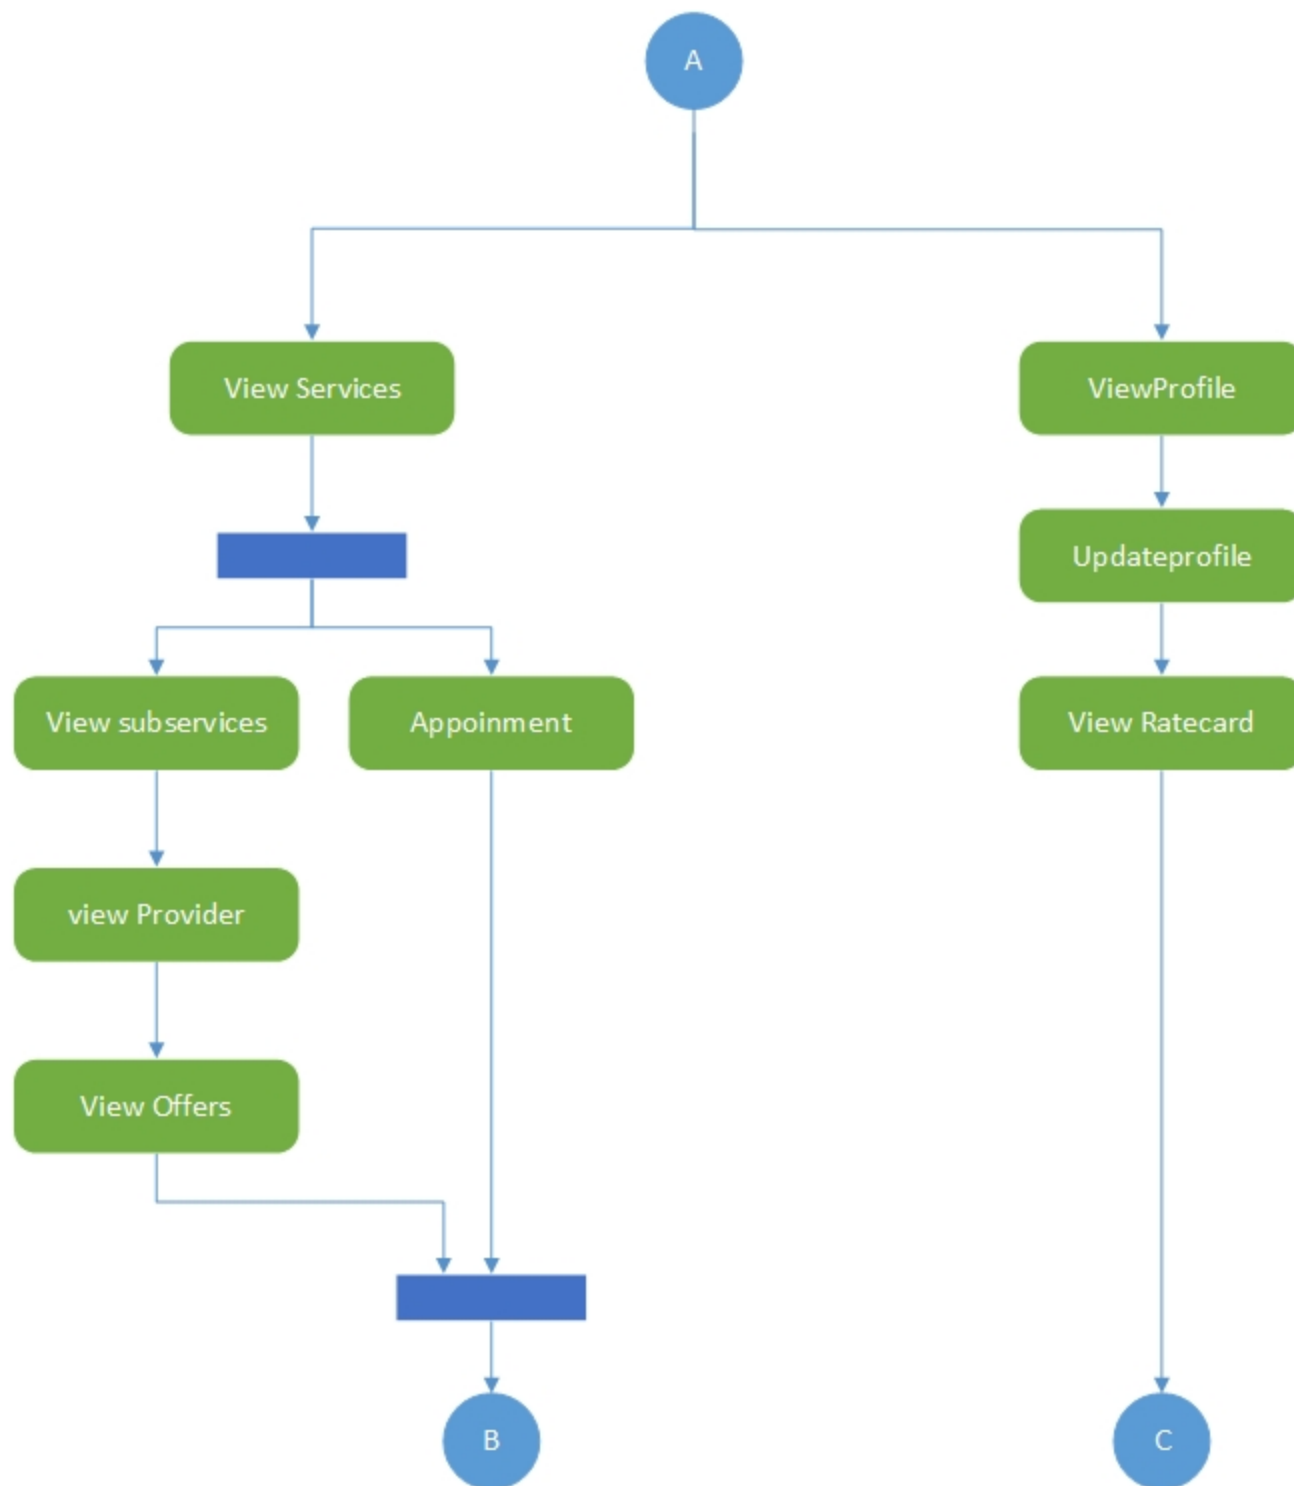 A
View Services
ViewProfile
Updateprofile
View subservices
Appoinment
View Ratecard
view Provider
View Offers
B
C